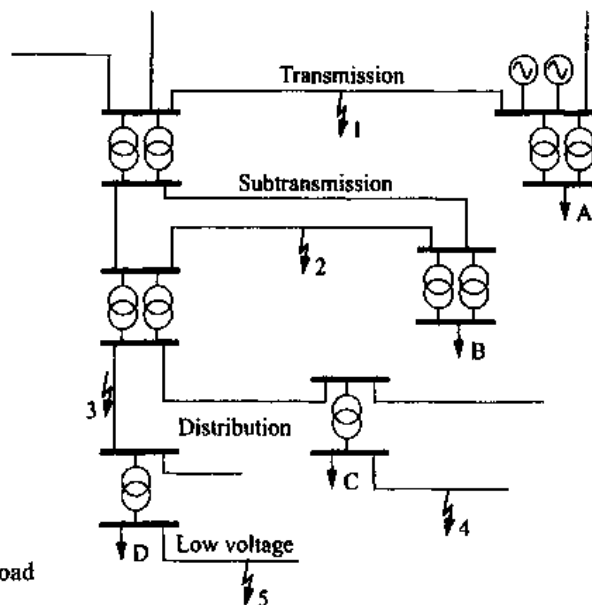 Transmission
1
A
Subtransmission
2
B
3
Distribution
C
4
D
Low voltage
5
oad